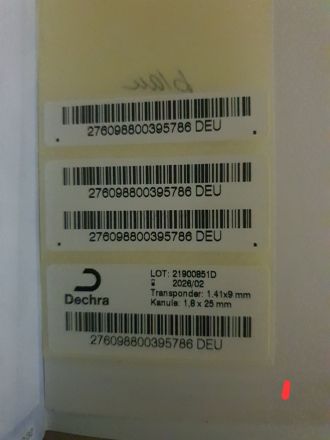 blau
276098800395786 DEU
276098800395786 DEU
276098800395786 DEU
Dechra
LOT: 21900851D
2026/02
Transponder: 1,41x9 mm
Kanula: 1,8 x 25 mm
276098800395786 DEU